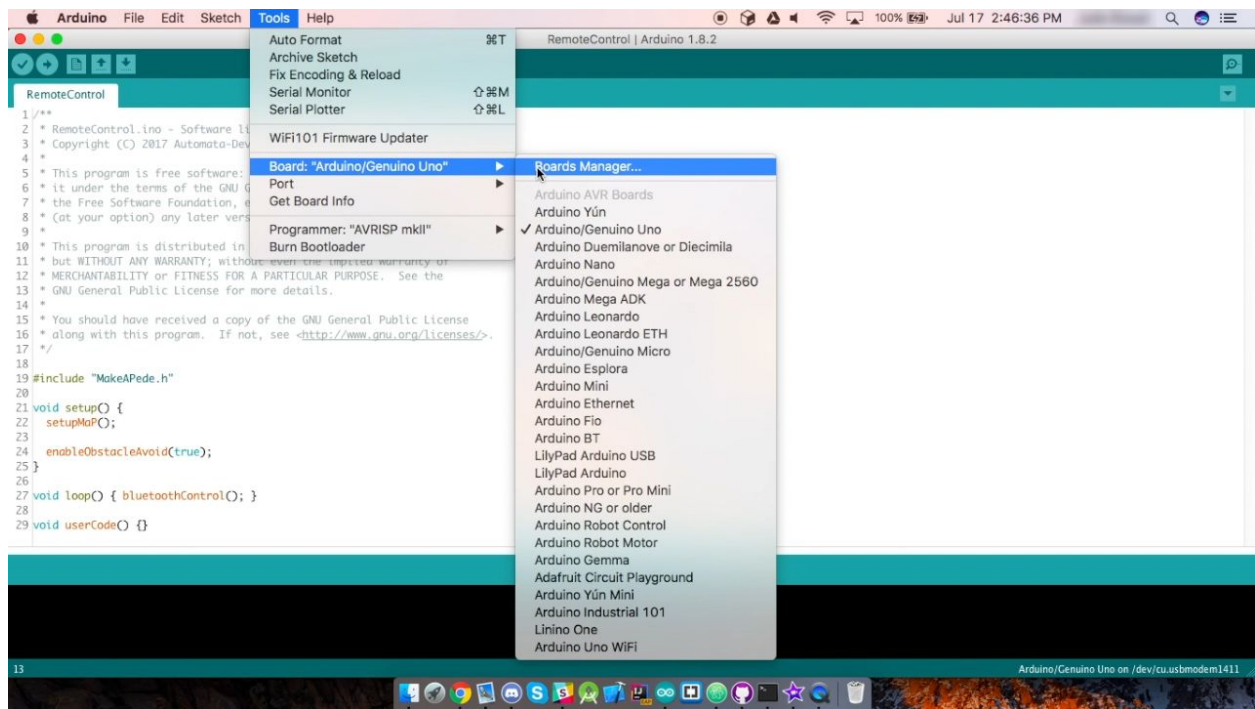 Arduino File Edit Sketch Tools Help 100% Jul 17 2:46:36 PM
RemoteControl | Arduino 1.8.2
Auto Format ⌘T
Archive Sketch
Fix Encoding & Reload
Serial Monitor ⇧⌘M
Serial Plotter ⇧⌘L
WiFi101 Firmware Updater
Board: "Arduino/Genuino Uno"
Port
Get Board Info
Programmer: "AVRISP mkII"
Burn Bootloader
Boards Manager...
Arduino AVR Boards
Arduino Yún
✓ Arduino/Genuino Uno
Arduino Duemilanove or Diecimila
Arduino Nano
Arduino/Genuino Mega or Mega 2560
Arduino Mega ADK
Arduino Leonardo
Arduino Leonardo ETH
Arduino/Genuino Micro
Arduino Esplora
Arduino Mini
Arduino Ethernet
Arduino Fio
Arduino BT
LilyPad Arduino USB
LilyPad Arduino
Arduino Pro or Pro Mini
Arduino NG or older
Arduino Robot Control
Arduino Robot Motor
Arduino Gemma
Adafruit Circuit Playground
Arduino Yún Mini
Arduino Industrial 101
Linino One
Arduino Uno WiFi
RemoteControl
1 /**
2 * RemoteControl.ino - Software li
3 * Copyright (C) 2017 Automata-Dev
4 *
5 * This program is free software:
6 * it under the terms of the GNU G
7 * the Free Software Foundation, e
8 * (at your option) any later vers
9 *
10 * This program is distributed in
11 * but WITHOUT ANY WARRANTY; without even the implied warranty of
12 * MERCHANTABILITY or FITNESS FOR A PARTICULAR PURPOSE. See the
13 * GNU General Public License for more details.
14 *
15 * You should have received a copy of the GNU General Public License
16 * along with this program. If not, see <http://www.gnu.org/licenses/>.
17 */
18
19 #include "MakeAPede.h"
20
21 void setup() {
22 setupMaP();
23
24 enableObstacleAvoid(true);
25 }
26
27 void loop() { bluetoothControl(); }
28
29 void userCode() {}
13 Arduino/Genuino Uno on /dev/cu.usbmodem1411